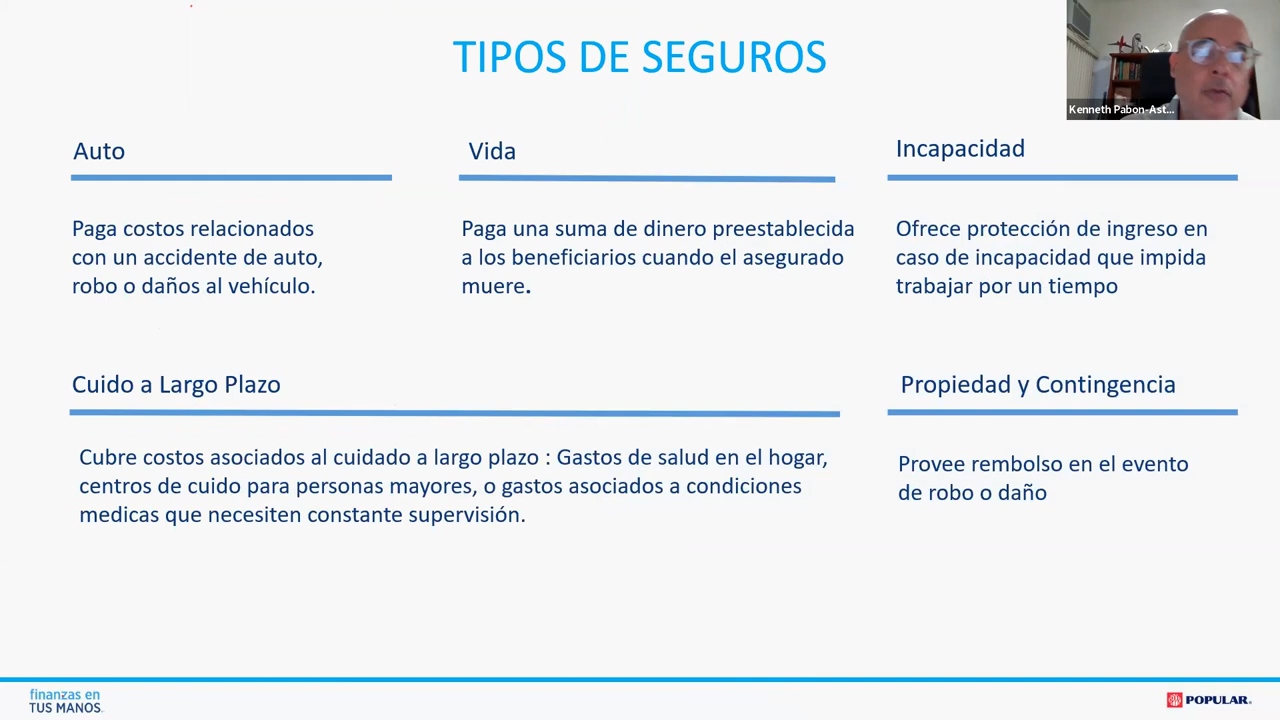 TIPOS DE SEGUROS
Kenneth Pabon-Ast...
Auto
Paga costos relacionados
con un accidente de auto,
robo o daños al vehículo.
Vida
Paga una suma de dinero preestablecida
a los beneficiarios cuando el asegurado
muere.
Incapacidad
Ofrece protección de ingreso en
caso de incapacidad que impida
trabajar por un tiempo
Cuido a Largo Plazo
Cubre costos asociados al cuidado a largo plazo : Gastos de salud en el hogar,
centros de cuido para personas mayores, o gastos asociados a condiciones
medicas que necesiten constante supervisión.
Propiedad y Contingencia
Provee rembolso en el evento
de robo o daño
finanzas en
TUS MANOS.
POPULAR.